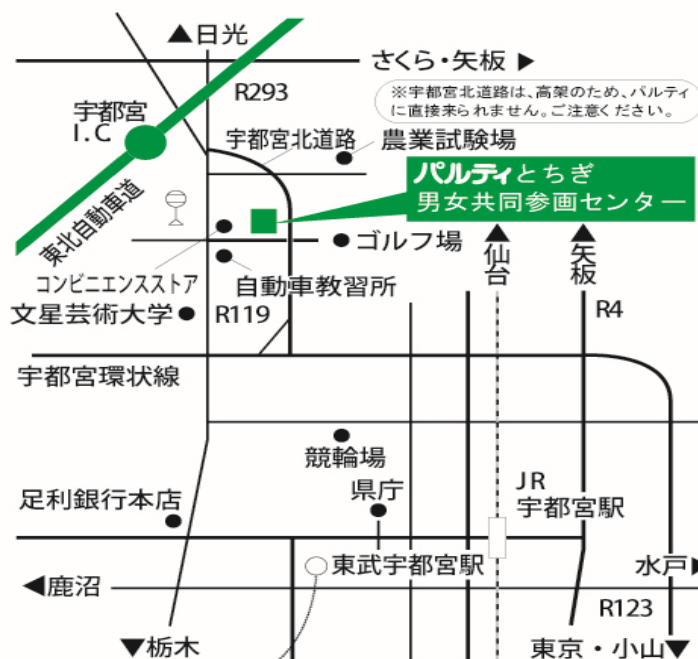 ▲日光
さくら・矢板 ▶
R293
※宇都宮北道路は、高架のため、パルティ
に直接来られません。ご注意ください。
宇都宮
I.C
宇都宮北道路
農業試験場
パルティとちぎ
男女共同参画センター
東北自動車道
ゴルフ場
▲仙台
▲矢板
コンビニエンスストア
自動車教習所
文星芸術大学
R119
R4
宇都宮環状線
競輪場
県庁
JR
宇都宮駅
足利銀行本店
東武宇都宮駅
水戸▶
◀鹿沼
R123
▼栃木
東京・小山▼